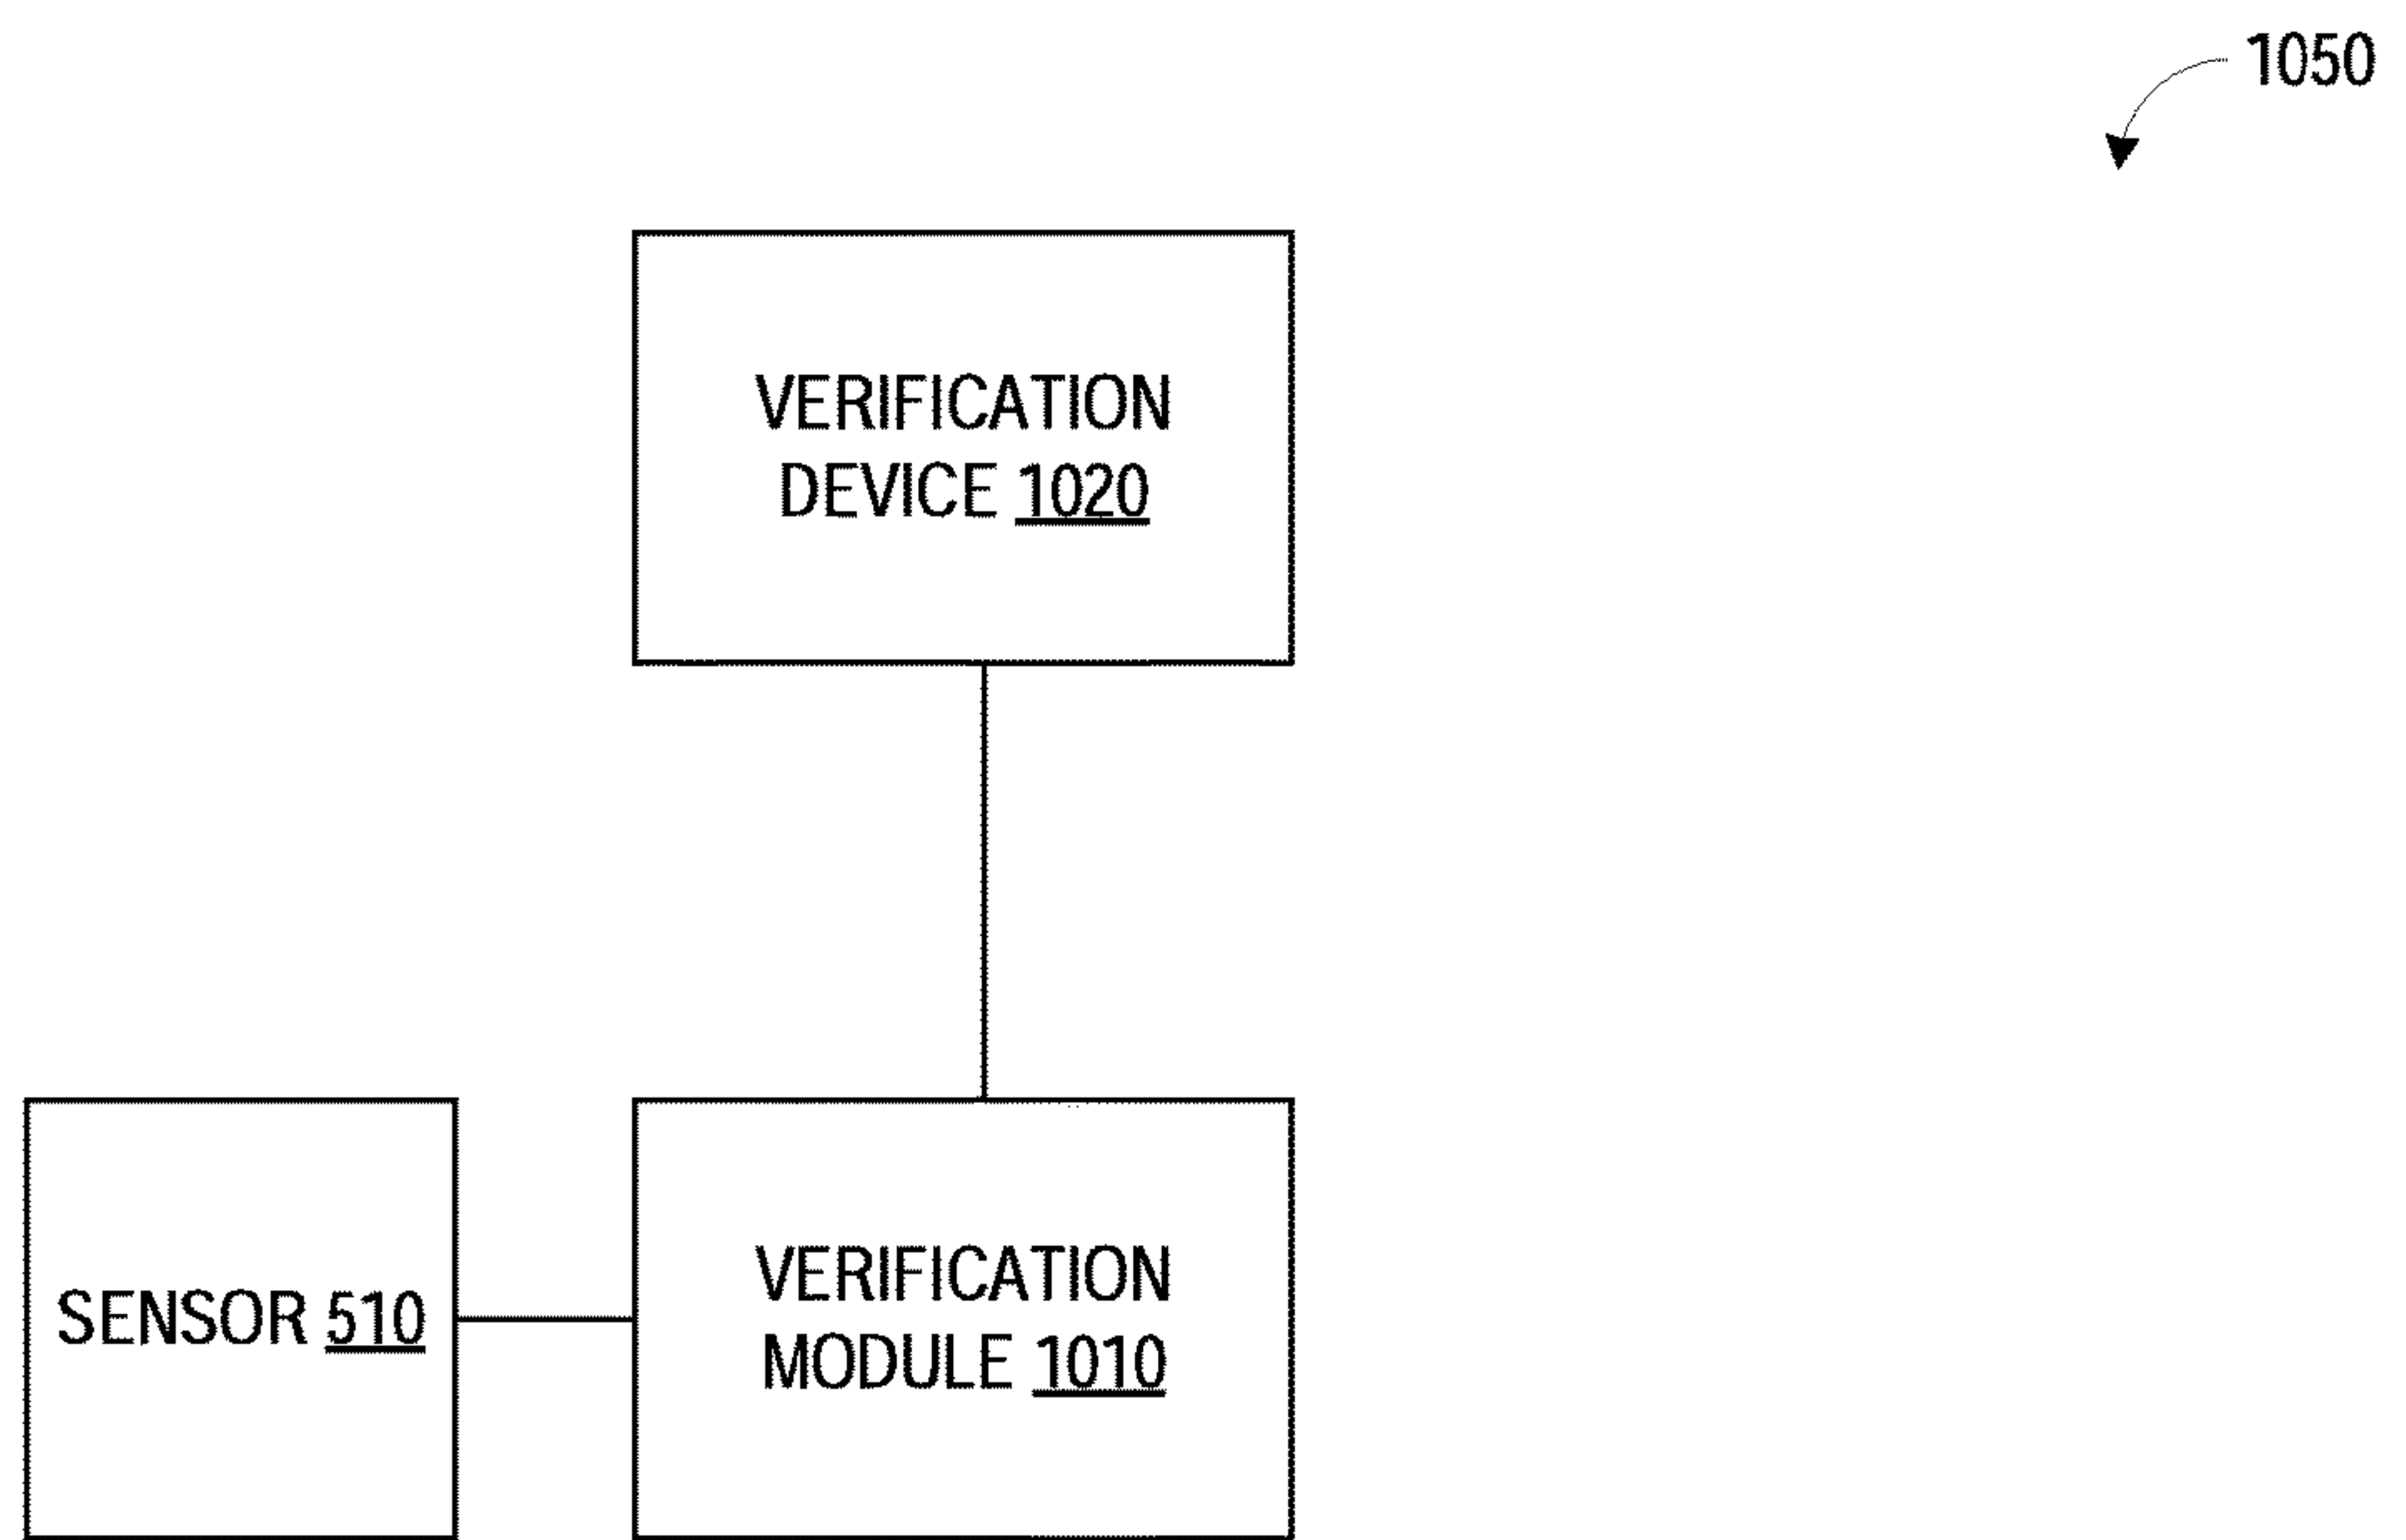 1050
VERIFICATION
DEVICE 1020
SENSOR 510
VERIFICATION
MODULE 1010